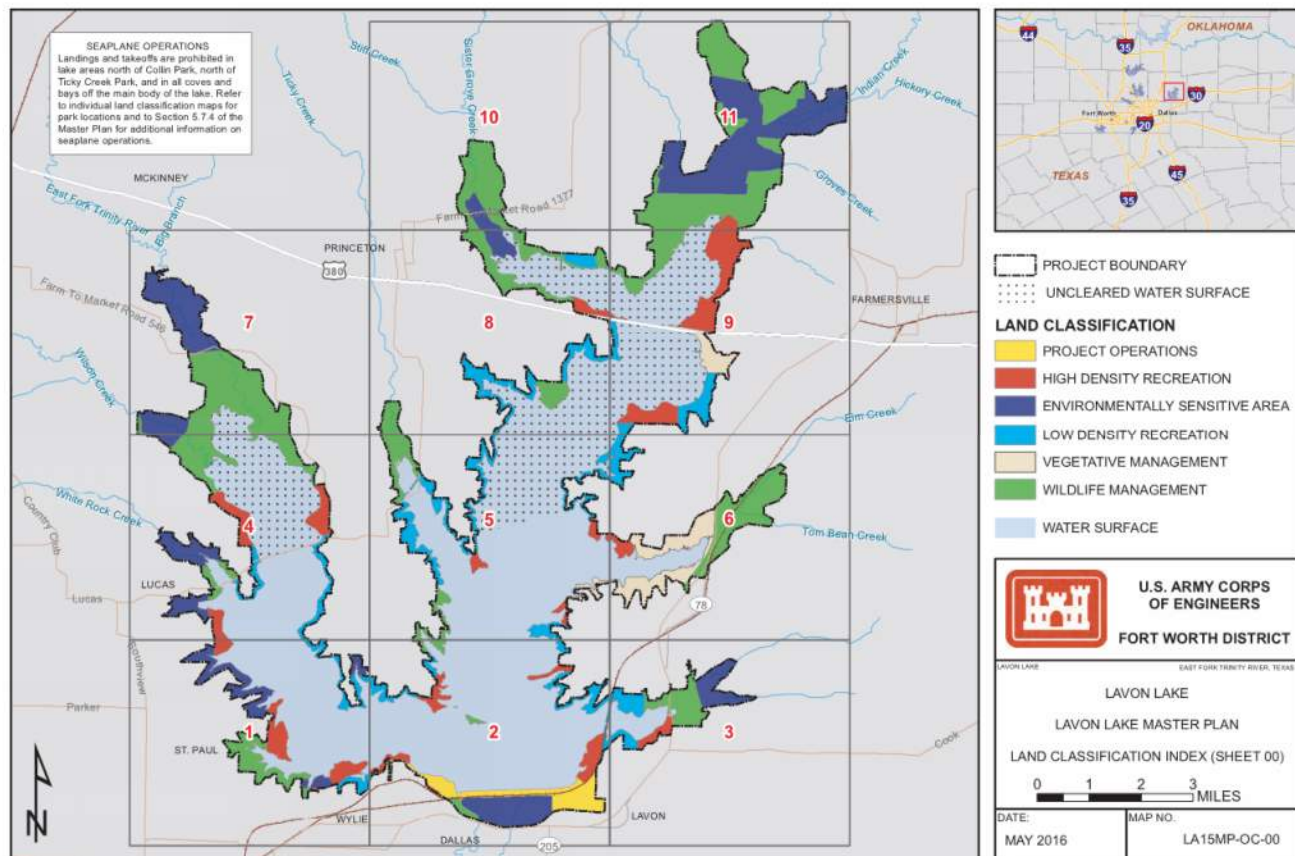 SEAPLANE OPERATIONS
Landings and takeoffs are prohibited in
lake areas north of Collin Park, north of
Ticky Creek Park, and in all coves and
bays off the main body of the lake. Refer
to individual land classification maps for
park locations and to Section 5.7.4 of the
Master Plan for additional information on
seaplane operations.
Stiff Creek
Sister Grove Creek
Ticky Creek
Indian Creek
Hickory Creek
10
11
MCKINNEY
East Fork Trinity River
Big Branch
Groves Creek
Farm To Market Road 1377
PRINCETON
380
FARMERSVILLE
Farm To Market Road 546
7
8
9
Wilson Creek
Elm Creek
White Rock Creek
Country Club
4
5
6
Tom Bean Creek
LUCAS
Lucas
78
Southview
Parker
1
2
3
ST. PAUL
Cook
N
WYLIE
LAVON
DALLAS
205
OKLAHOMA
44
35
30
Fort Worth
Dallas
20
TEXAS
45
35
PROJECT BOUNDARY
UNCLEARED WATER SURFACE
LAND CLASSIFICATION
PROJECT OPERATIONS
HIGH DENSITY RECREATION
ENVIRONMENTALLY SENSITIVE AREA
LOW DENSITY RECREATION
VEGETATIVE MANAGEMENT
WILDLIFE MANAGEMENT
WATER SURFACE
U.S. ARMY CORPS
OF ENGINEERS
FORT WORTH DISTRICT
LAVON LAKE EAST FORK TRINITY RIVER, TEXAS
LAVON LAKE
LAVON LAKE MASTER PLAN
LAND CLASSIFICATION INDEX (SHEET 00)
0 1 2 3
MILES
DATE: MAP NO.
MAY 2016 LA15MP-OC-00